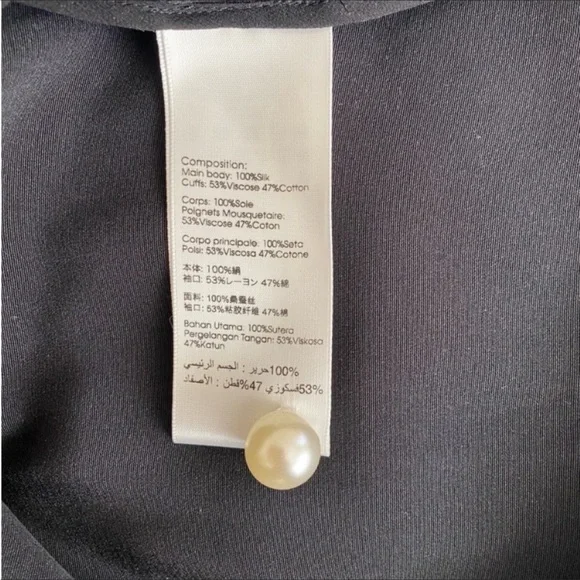 Composition:
Main body: 100%Silk
Cuffs: 53%Viscose 47%Cotton
Corps: 100%Soie
Poignets Mousquetaire:
53%Viscose 47%Coton
Corpo principale: 100%Seta
Polsi: 53%Viscosa 47%Cotone
本体: 100%絹
袖口: 53%レーヨン 47%綿
面料: 100%桑蚕丝
袖口: 53%粘胶纤维 47%棉
Bahan Utama: 100%Sutera
Pergelangan Tangan: 53%Viskosa
47%Katun
100%حرير : الجسم الرئيسي
53%فسكوزي 47%قطن : الأصفاد